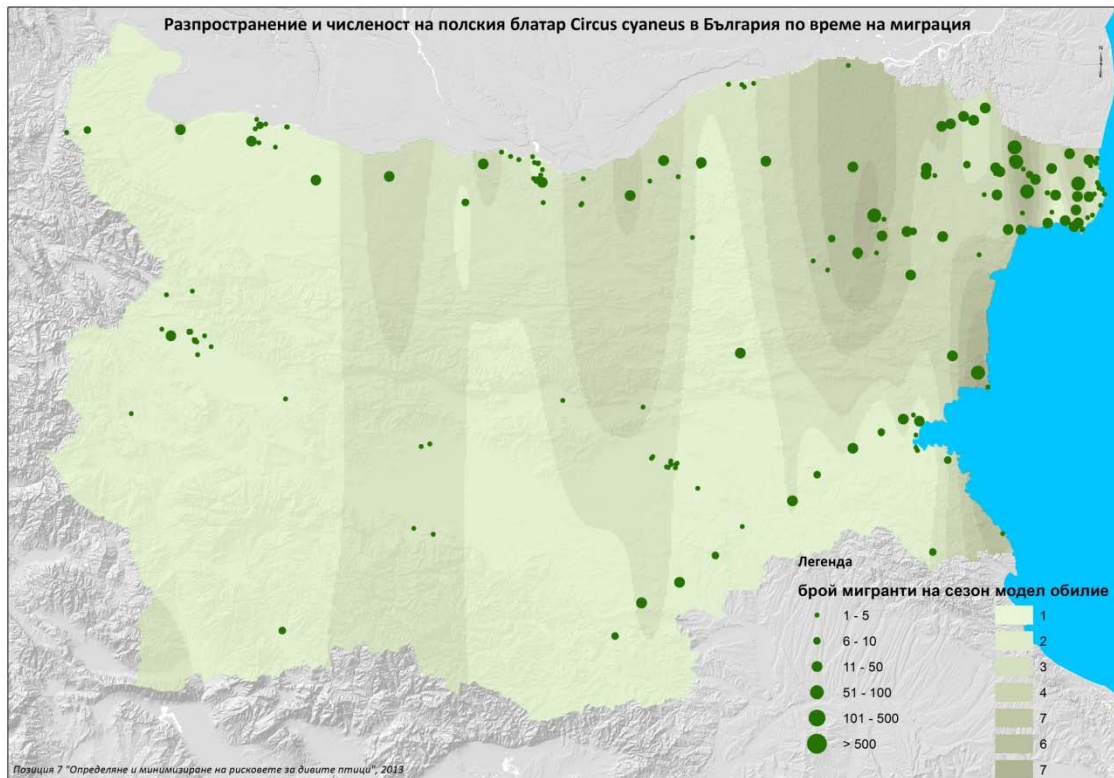 Разпространение и численост на полския блатар Circus cyaneus в България по време на миграция
N
Легенда
брой мигранти на сезон модел обилие
1 - 5 1
6 - 10 2
11 - 50 3
51 - 100 4
101 - 500 7
> 500 6
7
Позиция 7 "Определяне и минимизиране на рисковете за дивите птици", 2013